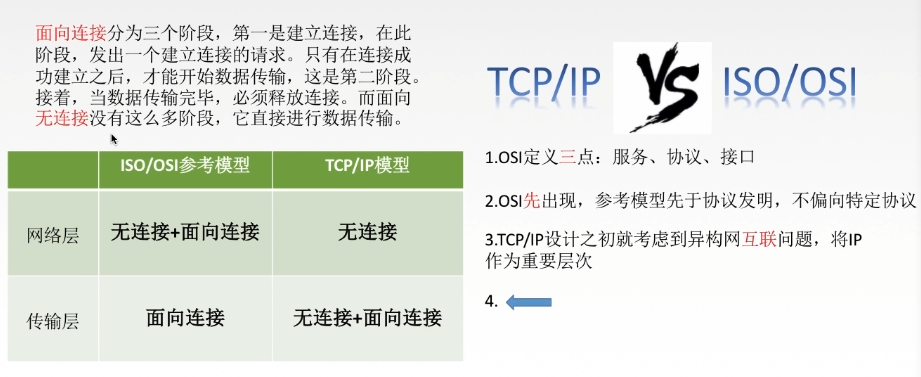 面向连接分为三个阶段，第一是建立连接，在此
阶段，发出一个建立连接的请求。只有在连接成
功建立之后，才能开始数据传输，这是第二阶段。
接着，当数据传输完毕，必须释放连接。而面向
无连接没有这么多阶段，它直接进行数据传输。
ISO/OSI参考模型 TCP/IP模型
网络层 无连接+面向连接 无连接
传输层 面向连接 无连接+面向连接
TCP/IP VS ISO/OSI
1.OSI定义三点：服务、协议、接口
2.OSI先出现，参考模型先于协议发明，不偏向特定协议
3.TCP/IP设计之初就考虑到异构网互联问题，将IP
作为重要层次
4.